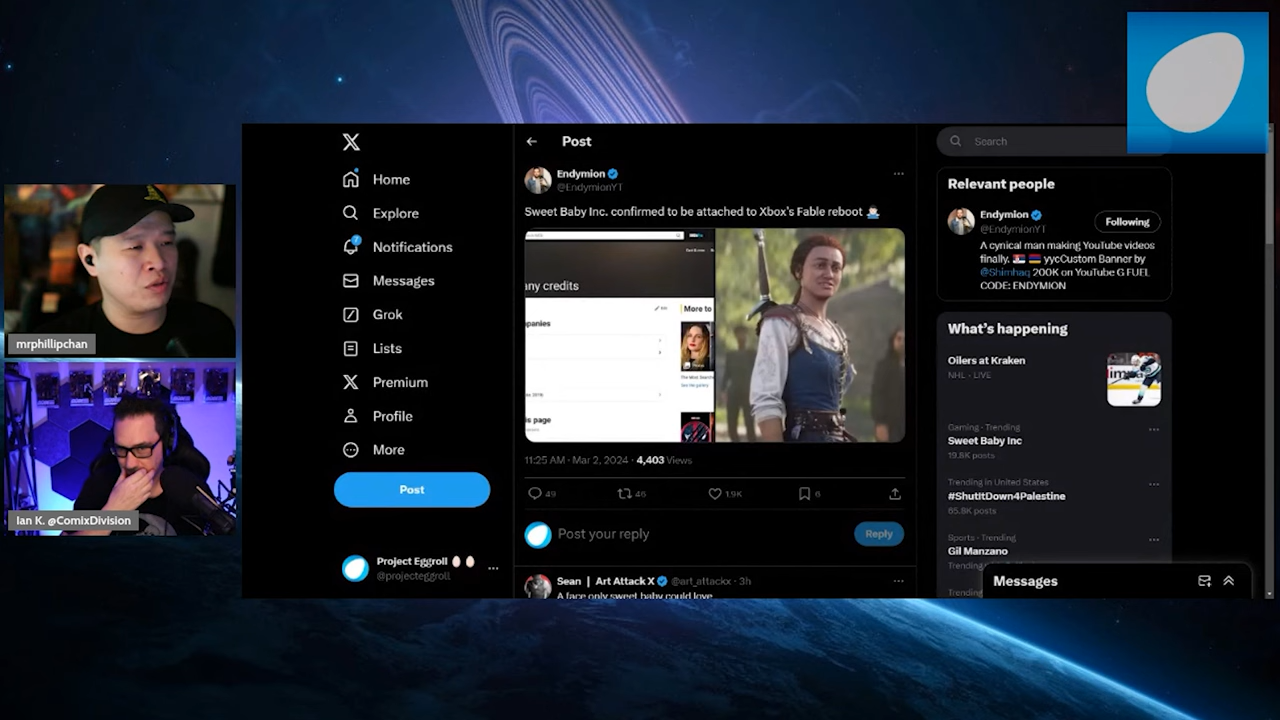 mrphillipchan
Ian K. @ComixDivision
Home
Explore
Notifications
Messages
Grok
Lists
Premium
Profile
More
Post
Project Eggroll
@projecteggroll
Post
Endymion
@EndymionYT
Sweet Baby Inc. confirmed to be attached to Xbox's Fable reboot
any credits
panies
More to
is page
11:25 AM · Mar 2, 2024 · 4,403 Views
49
46
1.9K
6
Post your reply
Reply
Sean | Art Attack X @art_attackx · 3h
A face only sweet baby could love
Search
Relevant people
Endymion
@EndymionYT
Following
A cynical man making YouTube videos
finally. yycCustom Banner by
@Shimhaq 200K on YouTube G FUEL
CODE: ENDYMION
What's happening
Oilers at Kraken
NHL · LIVE
Gaming · Trending
Sweet Baby Inc
19.8K posts
Trending in United States
#ShutItDown4Palestine
65.8K posts
Sports · Trending
Gil Manzano
Trending
Messages